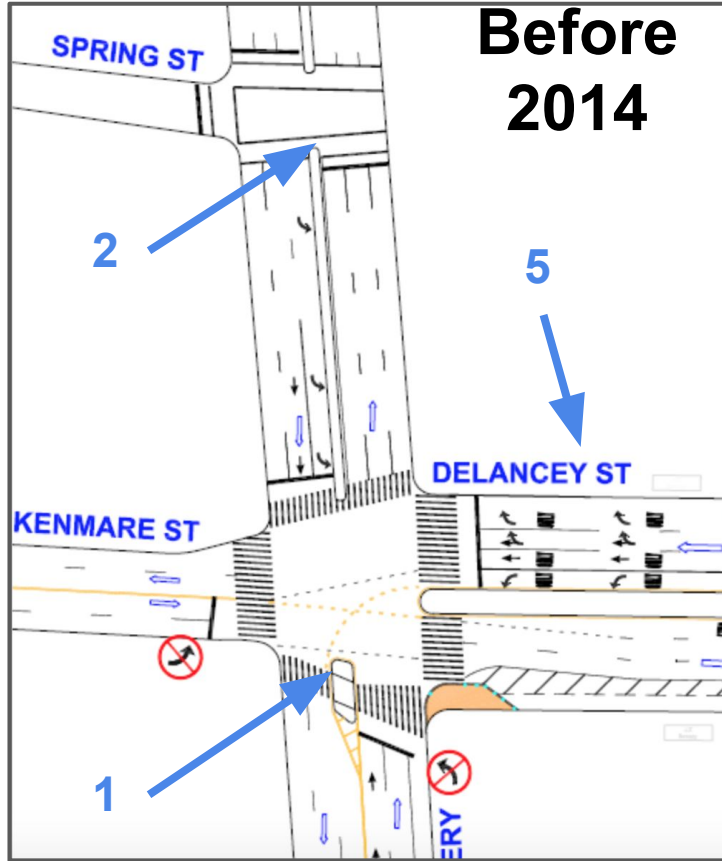 Before
2014
SPRING ST
2
5
DELANCEY ST
KENMARE ST
1
ERY